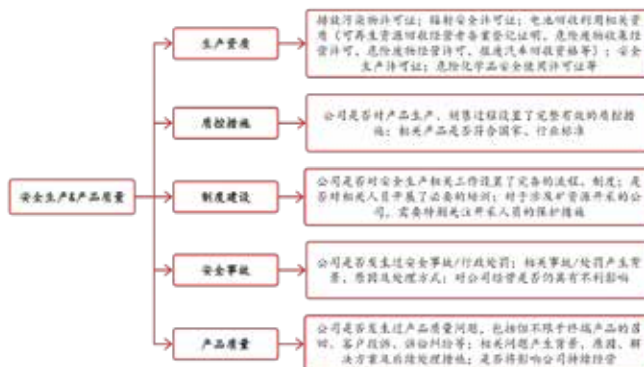 排放污染物许可证；辐射安全许可证；电池回收利用相关资
质（可再生资源回收经营者备案登记证明、危险废物收集经
营许可、危险废物经营许可、报废汽车回收资格等）；安全
生产许可证；危险化学品安全使用许可证等
生产资质
公司是否对产品生产、销售过程设置了完整有效的质控措
施；相关产品是否符合国家、行业标准
质控措施
安全生产&产品质量
公司是否对安全生产相关工作设置了完备的流程、制度；是
否对相关人员开展了必要的培训；对于涉及矿资源开采的公
司，需要特别关注开采人员的保护措施
制度建设
公司是否发生过安全事故/行政处罚；相关事故/处罚产生背
景、原因及处理方式；对公司经营是否仍具有不利影响
安全事故
公司是否发生过产品质量问题，包括但不限于终端产品的召
回、客户投诉、诉讼纠纷等；相关问题产生背景、原因、解
决方案及后续处理措施；是否将影响公司持续经营
产品质量